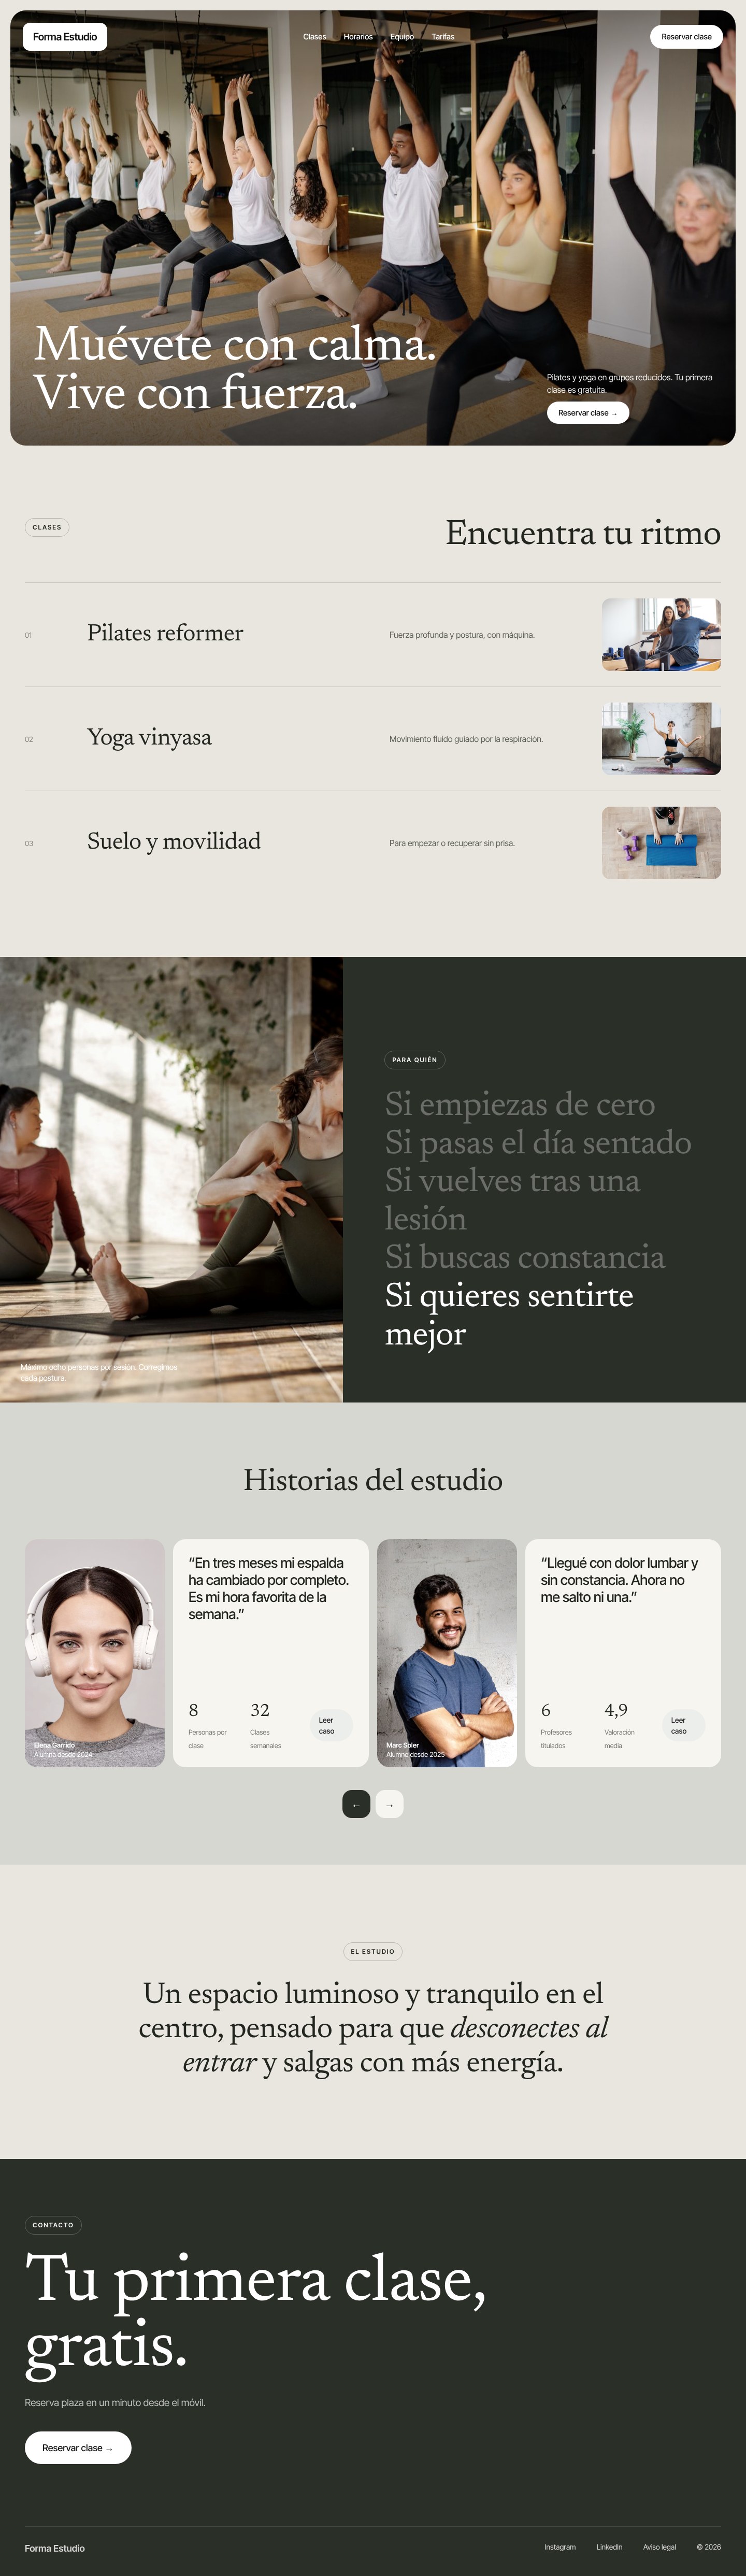 Forma Estudio
Clases
Horarios
Equipo
Tarifas
Reservar clase
Muévete con calma.
Vive con fuerza.
Pilates y yoga en grupos reducidos. Tu primera
clase es gratuita.
Reservar clase →
CLASES
Encuentra tu ritmo
01
Pilates reformer
Fuerza profunda y postura, con máquina.
02
Yoga vinyasa
Movimiento fluido guiado por la respiración.
03
Suelo y movilidad
Para empezar o recuperar sin prisa.
PARA QUIÉN
Si empiezas de cero
Si pasas el día sentado
Si vuelves tras una
lesión
Si buscas constancia
Si quieres sentirte
mejor
Máximo ocho personas por sesión. Corregimos
cada postura.
Historias del estudio
Elena Garrido
Alumna desde 2024
“En tres meses mi espalda
ha cambiado por completo.
Es mi hora favorita de la
semana.”
8
Personas por
clase
32
Clases
semanales
Leer
caso
Marc Soler
Alumno desde 2025
“Llegué con dolor lumbar y
sin constancia. Ahora no
me salto ni una.”
6
Profesores
titulados
4,9
Valoración
media
Leer
caso
←
→
EL ESTUDIO
Un espacio luminoso y tranquilo en el
centro, pensado para que desconectes al
entrar y salgas con más energía.
CONTACTO
Tu primera clase,
gratis.
Reserva plaza en un minuto desde el móvil.
Reservar clase →
Forma Estudio
Instagram
LinkedIn
Aviso legal
© 2026